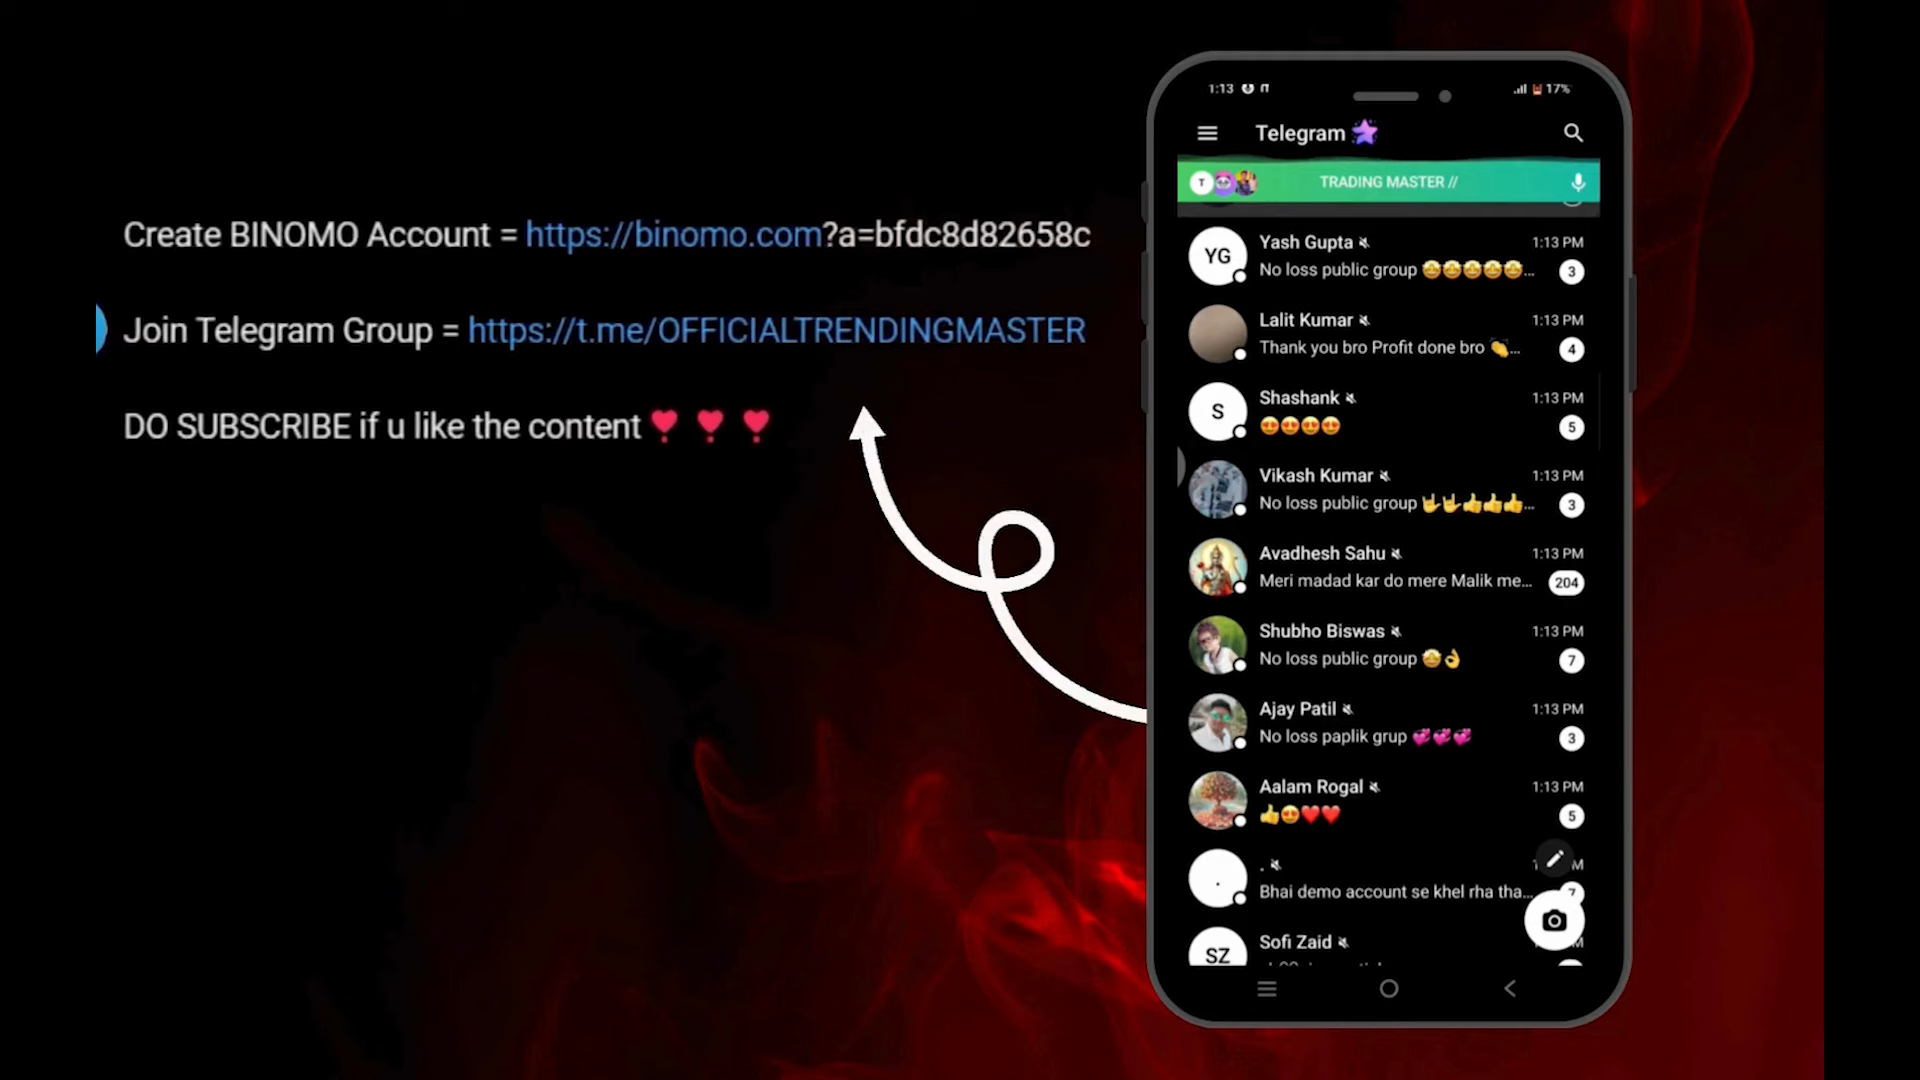 Create BINOMO Account = https://binomo.com?a=bfdc8d82658c
Join Telegram Group = https://t.me/OFFICIALTRENDINGMASTER
DO SUBSCRIBE if u like the content❣❣❣
1:13
17%
Telegram
T
TRADING MASTER //
YG
Yash Gupta
1:13 PM
No loss public group 🤩🤩🤩🤩🤩...
3
Lalit Kumar
1:13 PM
Thank you bro Profit done bro 👏...
4
S
Shashank
1:13 PM
😍😍😍😍
5
Vikash Kumar
1:13 PM
No loss public group 🤟🤟👍👍👍...
3
Avadhesh Sahu
1:13 PM
Meri madad kar do mere Malik me...
204
Shubho Biswas
1:13 PM
No loss public group 🤩👌
7
Ajay Patil
1:13 PM
No loss paplik grup 💞💞💞
3
Aalam Rogal
1:13 PM
👍😍❤️❤️
5
.
.
Bhai demo account se khel rha tha...
7
SZ
Sofi Zaid